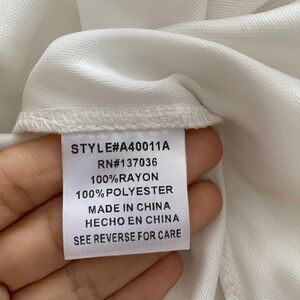 STYLE#A40011A
RN#137036
100%RAYON
100%POLYESTER
MADE IN CHINA
HECHO EN CHINA
SEE REVERSE FOR CARE